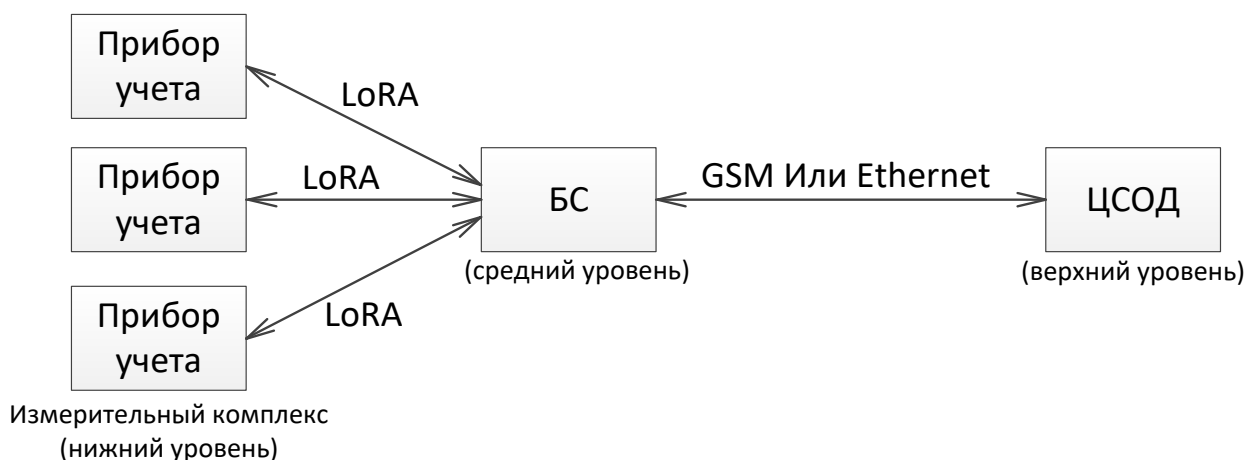 Прибор
учета
LoRA
Прибор
учета
LoRA
БС
(средний уровень)
GSM Или Ethernet
ЦСОД
(верхний уровень)
Прибор
учета
LoRA
Измерительный комплекс
(нижний уровень)